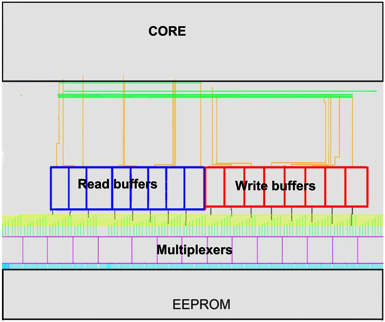 CORE
Read buffers
Write buffers
Multiplexers
EEPROM